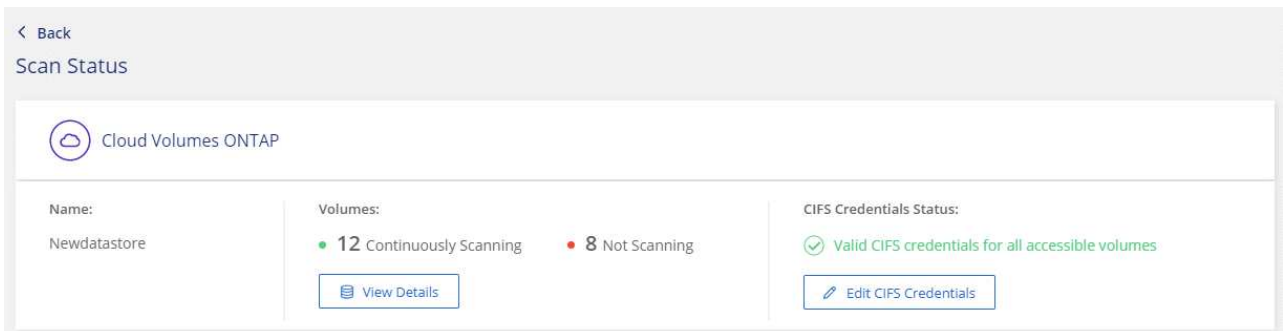 Back
Scan Status
Cloud Volumes ONTAP
Name:
Newdatastore
Volumes:
12 Continuously Scanning
8 Not Scanning
View Details
CIFS Credentials Status:
Valid CIFS credentials for all accessible volumes
Edit CIFS Credentials